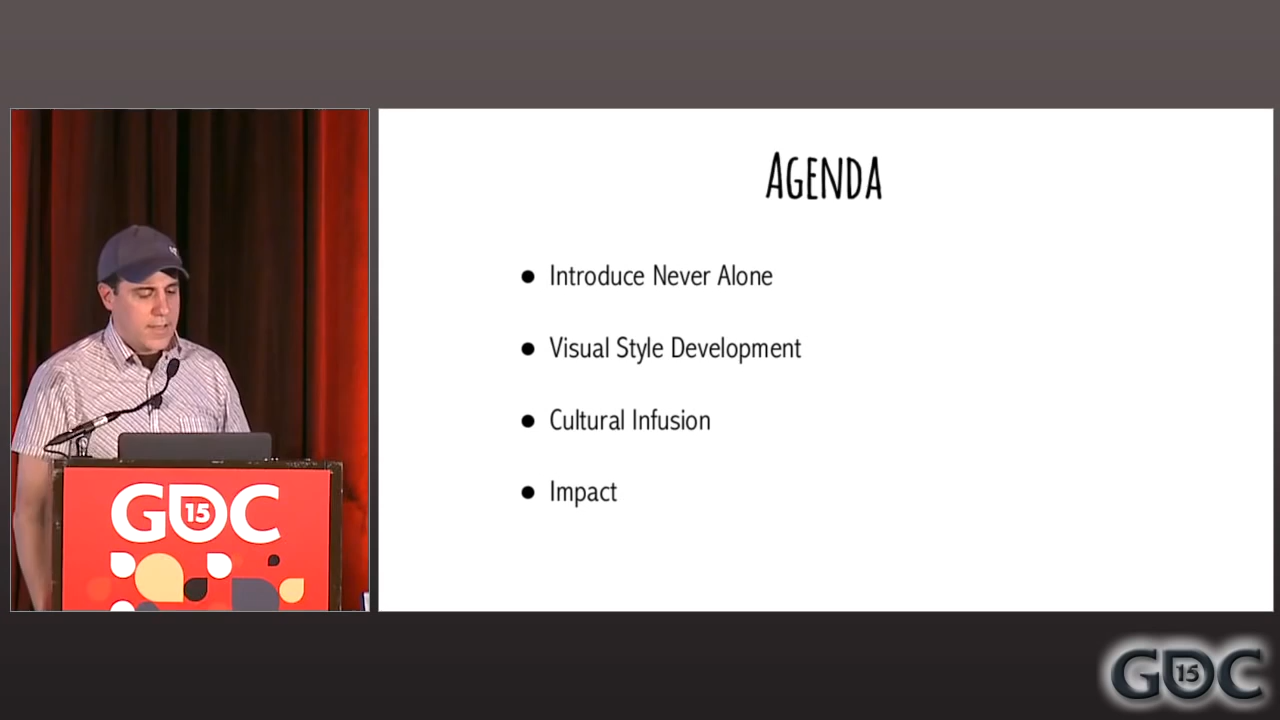 Agenda
● Introduce Never Alone
● Visual Style Development
● Cultural Infusion
● Impact
GDC 15
GDC 15